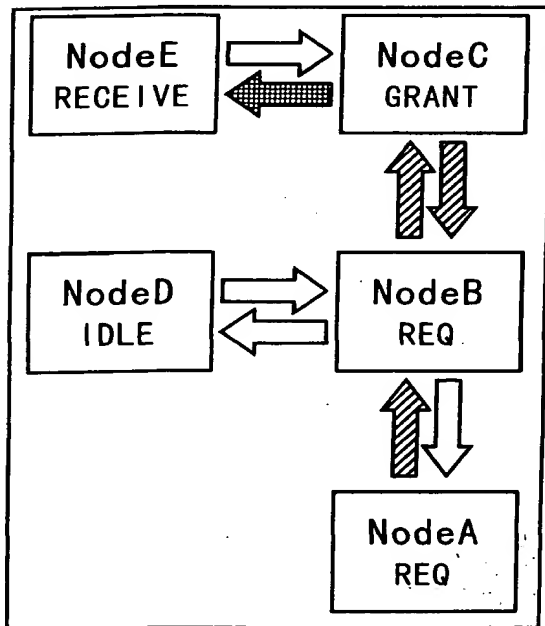 NodeE
RECEIVE
NodeC
GRANT
NodeD
IDLE
NodeB
REQ
NodeA
REQ